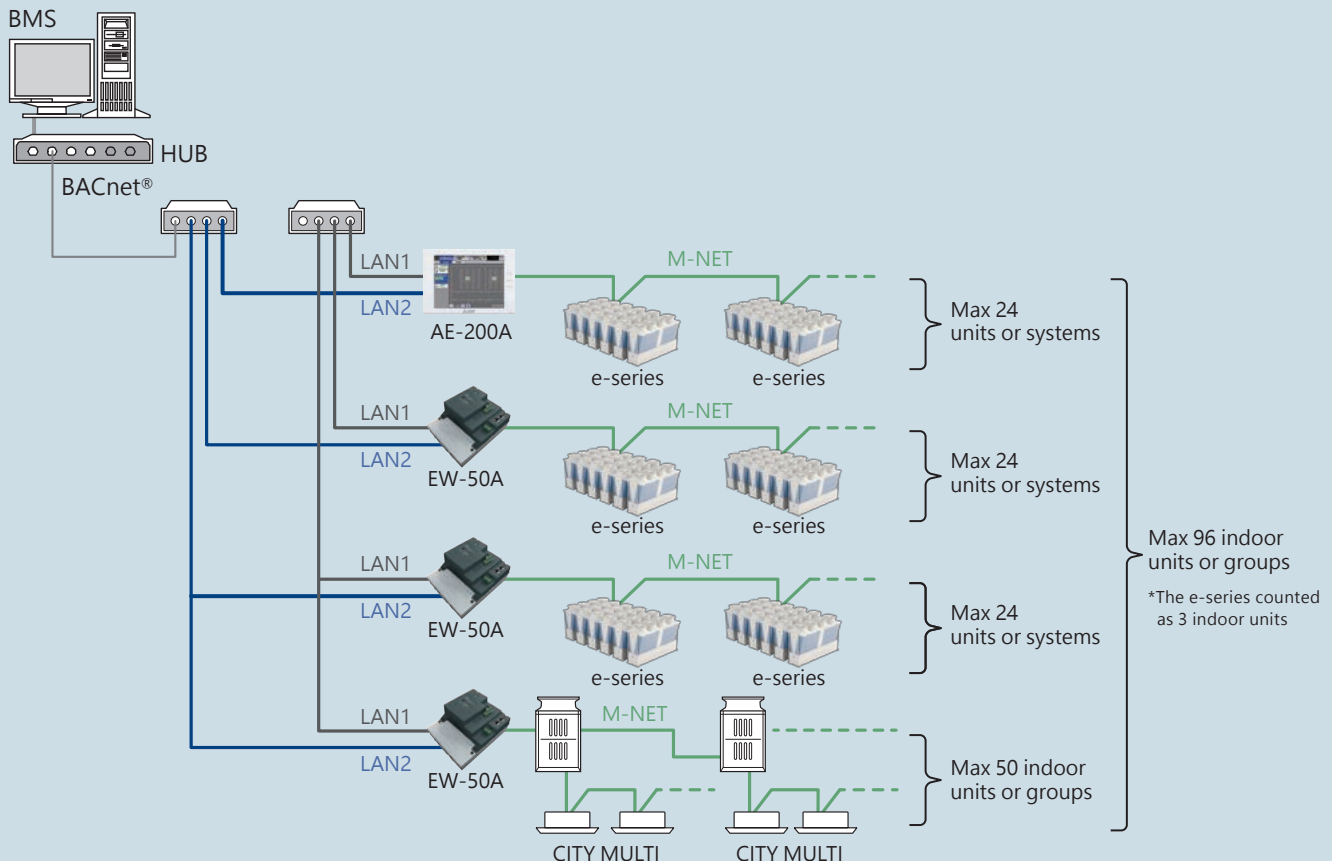 BMS
HUB
BACnet®
LAN1
LAN2
AE-200A
M-NET
e-series
e-series
Max 24
units or systems
LAN1
LAN2
EW-50A
M-NET
e-series
e-series
Max 24
units or systems
LAN1
LAN2
EW-50A
M-NET
e-series
e-series
Max 24
units or systems
LAN1
LAN2
EW-50A
M-NET
CITY MULTI
CITY MULTI
Max 50 indoor
units or groups
Max 96 indoor
units or groups
*The e-series counted
as 3 indoor units